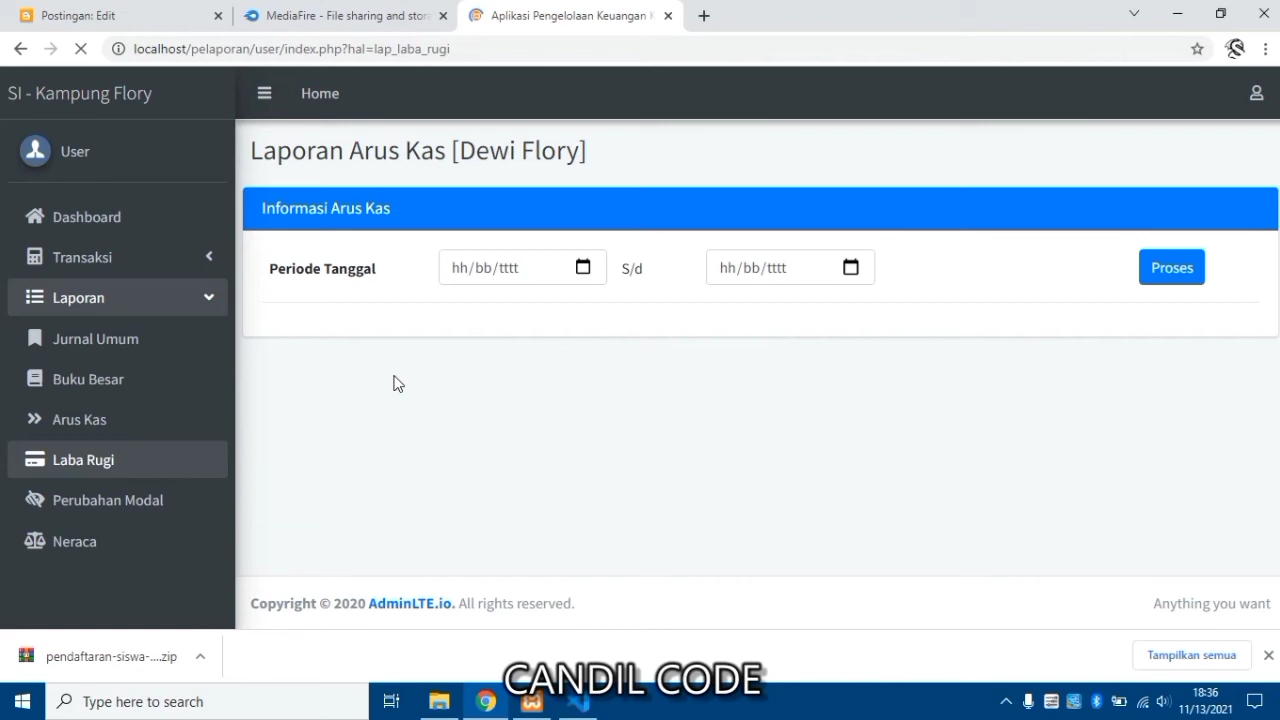 Postingan: Edit
MediaFire - File sharing and stora
Aplikasi Pengelolaan Keuangan K
localhost/pelaporan/user/index.php?hal=lap_laba_rugi
SI - Kampung Flory
Home
User
Dashboard
Transaksi
Laporan
Jurnal Umum
Buku Besar
Arus Kas
Laba Rugi
Perubahan Modal
Neraca
Laporan Arus Kas [Dewi Flory]
Informasi Arus Kas
Periode Tanggal hh/bb/tttt S/d hh/bb/tttt Proses
Copyright © 2020 AdminLTE.io. All rights reserved. Anything you want
pendaftaran-siswa-....zip
Tampilkan semua
CANDIL CODE
Type here to search
18:36
11/13/2021